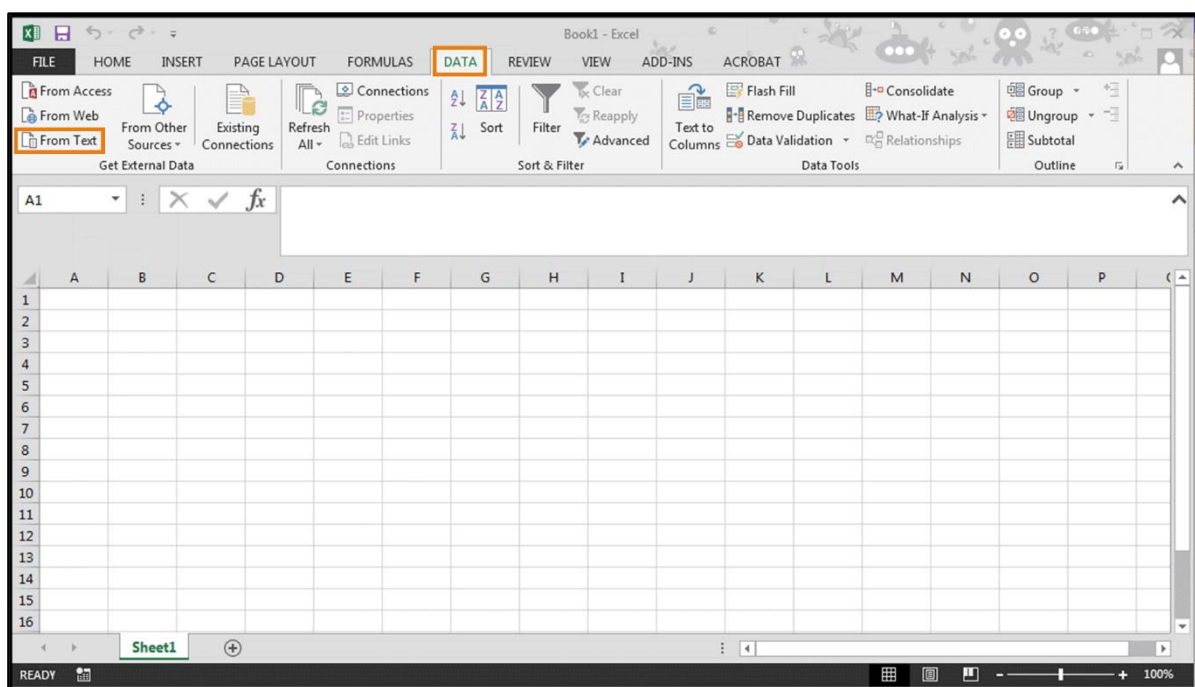 Book1 - Excel
FILE HOME INSERT PAGE LAYOUT FORMULAS DATA REVIEW VIEW ADD-INS ACROBAT
From Access
From Web
From Text
From Other
Sources
Existing
Connections
Get External Data
Refresh
All
Connections
Properties
Edit Links
Connections
Sort
Filter
Clear
Reapply
Advanced
Sort & Filter
Text to
Columns
Flash Fill
Remove Duplicates
Data Validation
Consolidate
What-If Analysis
Relationships
Data Tools
Group
Ungroup
Subtotal
Outline
A1
fx
A B C D E F G H I J K L M N O P
1
2
3
4
5
6
7
8
9
10
11
12
13
14
15
16
Sheet1
READY 100%